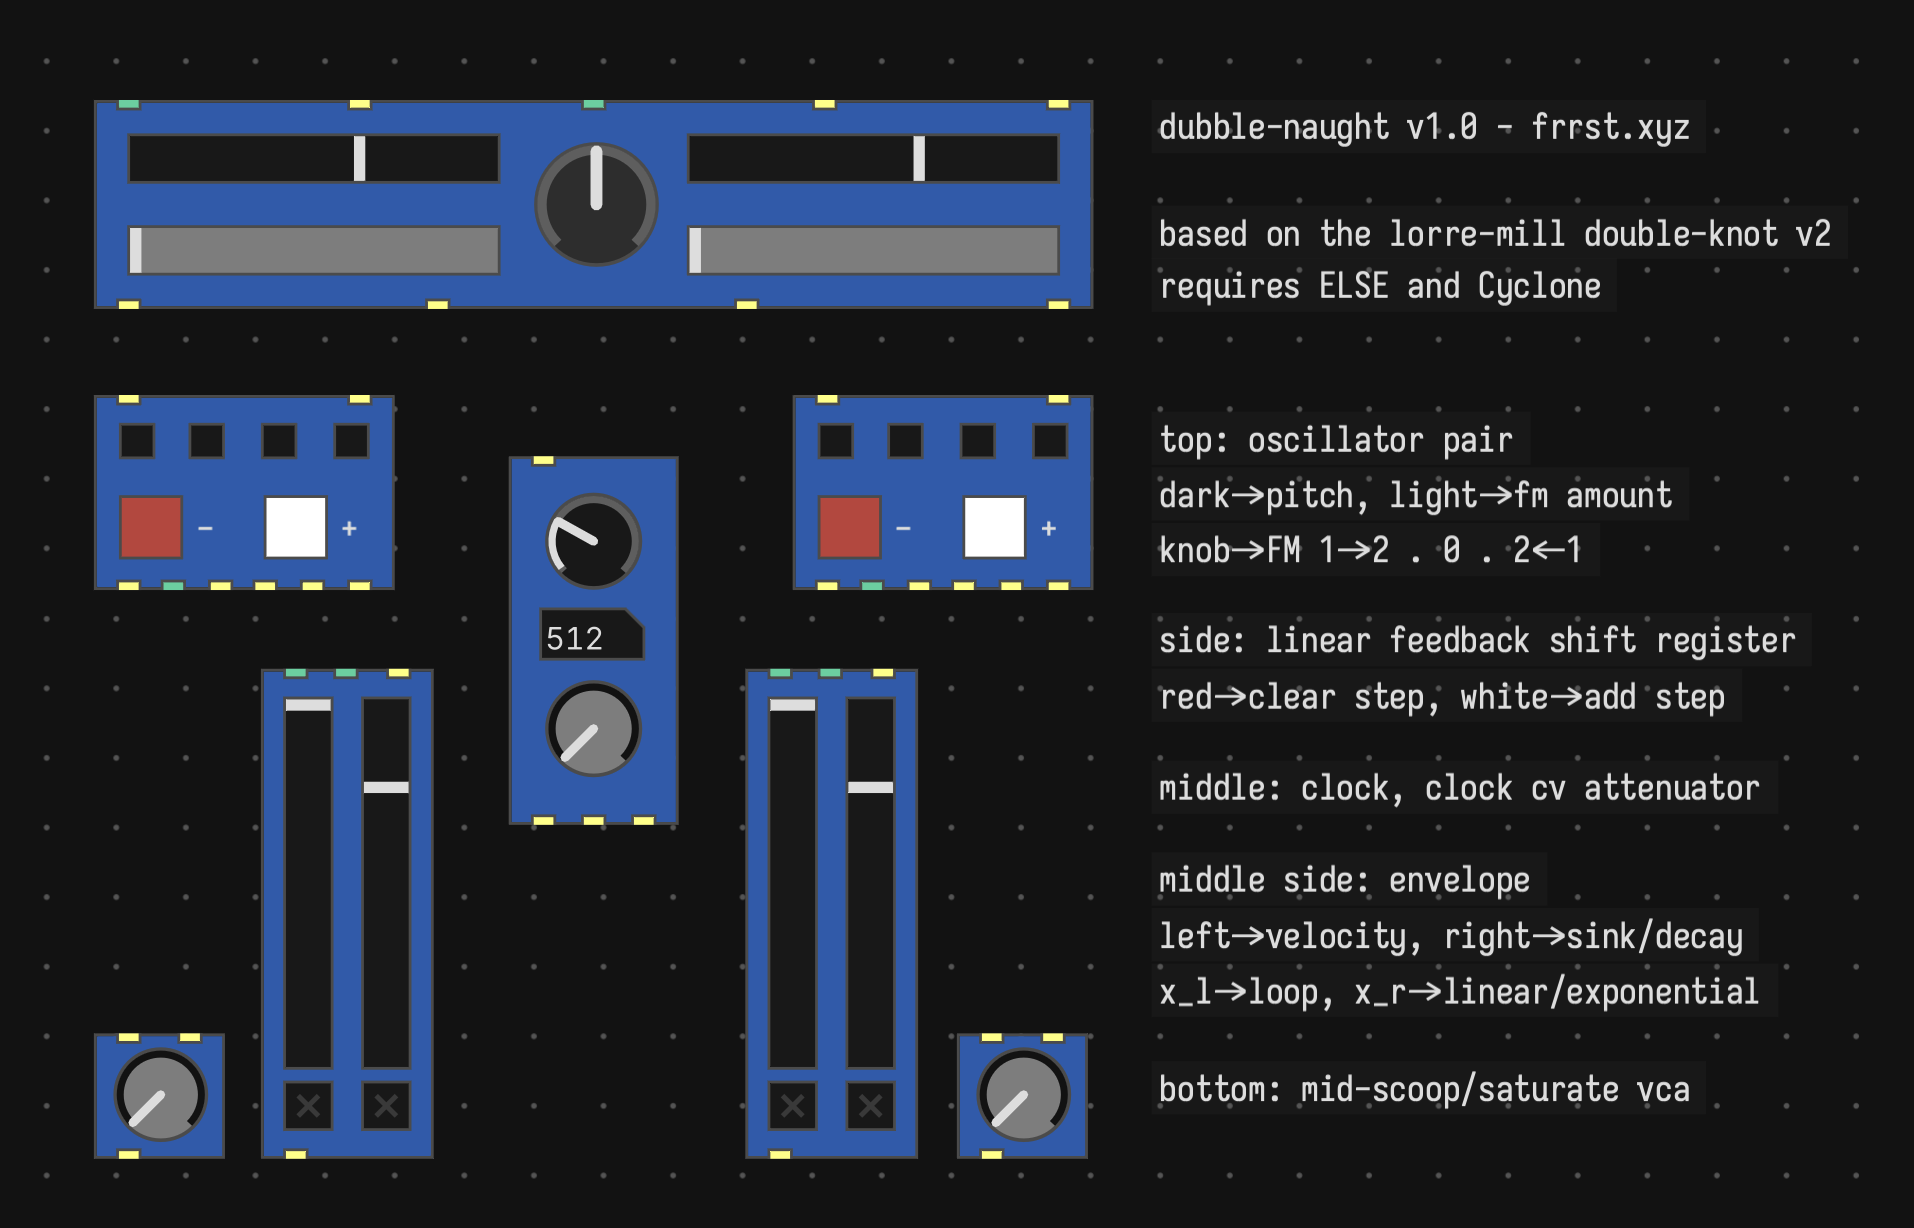 dubble-naught v1.0 - frrst.xyz
based on the lorre-mill double-knot v2
requires ELSE and Cyclone
- +
- +
512
top: oscillator pair
dark→pitch, light→fm amount
knob→FM 1→2 . 0 . 2←1
side: linear feedback shift register
red→clear step, white→add step
middle: clock, clock cv attenuator
middle side: envelope
left→velocity, right→sink/decay
x_l→loop, x_r→linear/exponential
bottom: mid-scoop/saturate vca